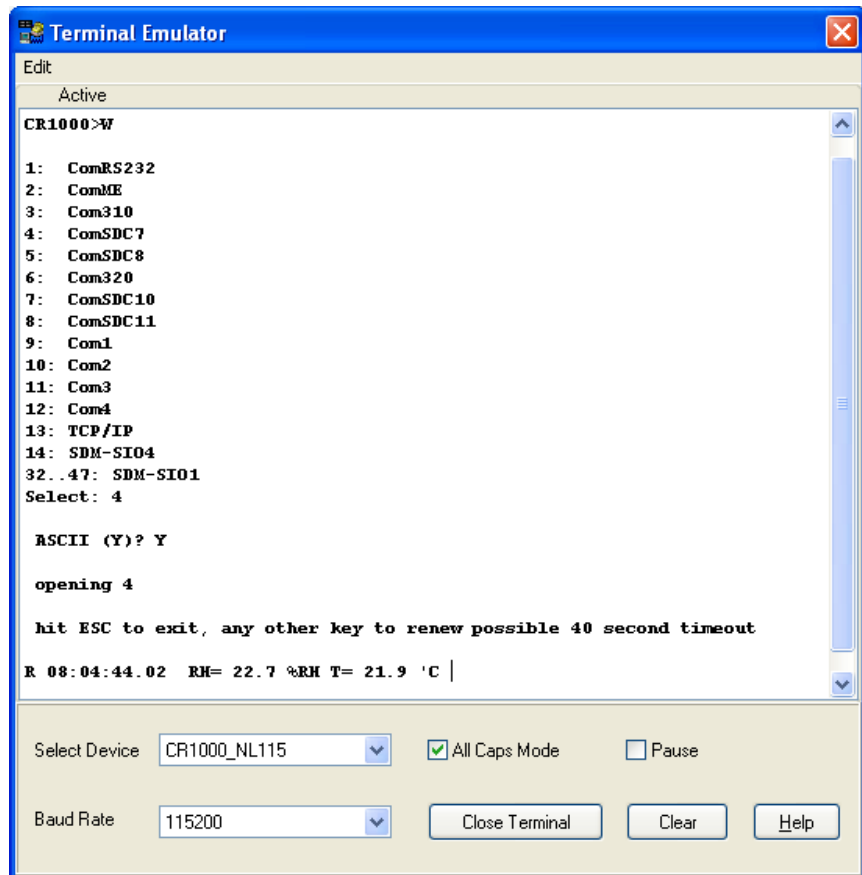 Terminal Emulator
Edit
Active
CR1000>W
1: ComRS232
2: ComME
3: Com310
4: ComSDC7
5: ComSDC8
6: Com320
7: ComSDC10
8: ComSDC11
9: Com1
10: Com2
11: Com3
12: Com4
13: TCP/IP
14: SDM-SIO4
32..47: SDM-SIO1
Select: 4
ASCII (Y)? Y
opening 4
hit ESC to exit, any other key to renew possible 40 second timeout
R 08:04:44.02 RH= 22.7 %RH T= 21.9 'C
Select Device CR1000_NL115 All Caps Mode Pause
Baud Rate 115200 Close Terminal Clear Help